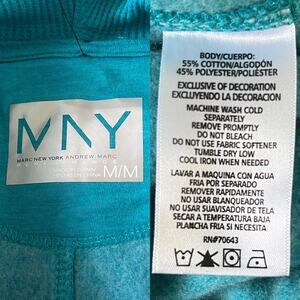 MNY
MARC NEW YORK ANDREW MARC
M/M
BODY/CUERPO:
55% COTTON/ALGODÓN
45% POLYESTER/POLIÉSTER
EXCLUSIVE OF DECORATION
EXCLUYENDO LA DECORACIÓN
MACHINE WASH COLD
SEPARATELY
REMOVE PROMPTLY
DO NOT BLEACH
DO NOT USE FABRIC SOFTENER
TUMBLE DRY LOW
COOL IRON WHEN NEEDED
LAVAR A MAQUINA CON AGUA
FRIA POR SEPARADO
REMOVER RAPIDAMENTE
NO USAR BLANQUEADOR
NO USAR SUAVIZADOR DE TELA
SECAR A TEMPERATURA BAJA
PLANCHA FRIA SI NECESITA
RN#70643